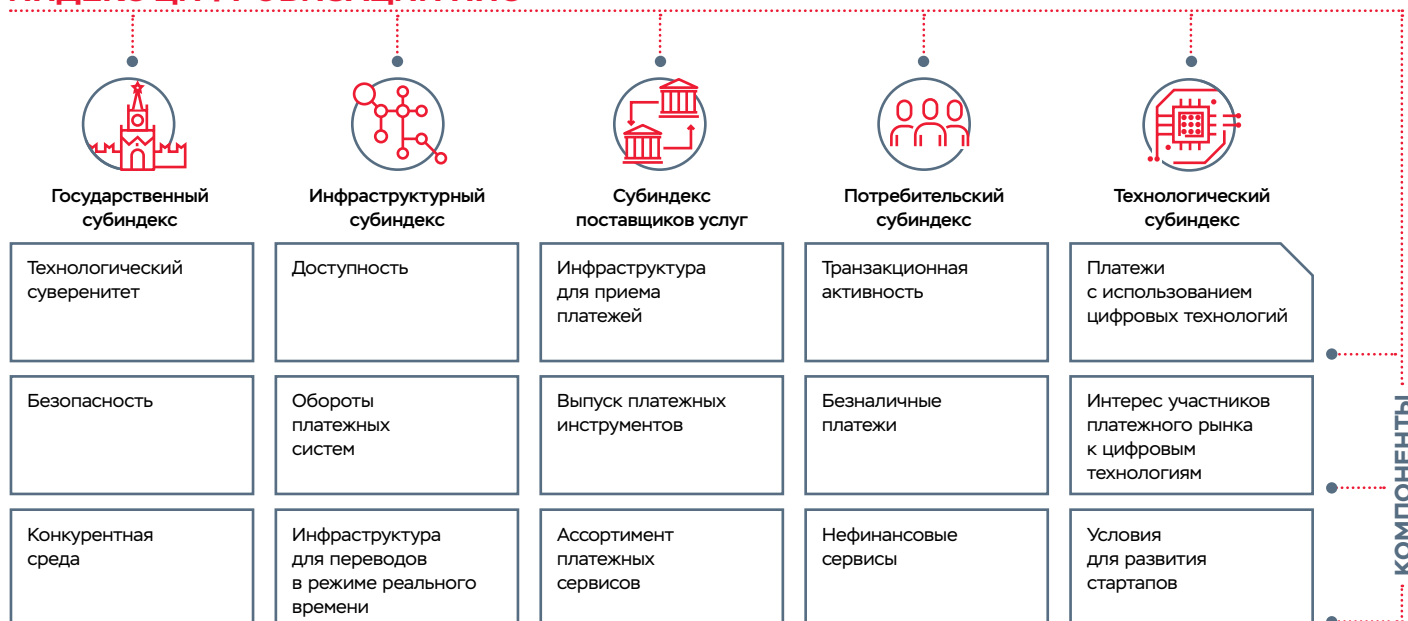 Государственный
субиндекс
Инфраструктурный
субиндекс
Субиндекс
поставщиков услуг
Потребительский
субиндекс
Технологический
субиндекс
Технологический
суверенитет
Доступность
Инфраструктура
для приема
платежей
Транзакционная
активность
Платежи
с использованием
цифровых технологий
Безопасность
Обороты
платежных
систем
Выпуск платежных
инструментов
Безналичные
платежи
Интерес участников
платежного рынка
к цифровым
технологиям
Конкурентная
среда
Инфраструктура
для переводов
в режиме реального
времени
Ассортимент
платежных
сервисов
Нефинансовые
сервисы
Условия
для развития
стартапов
КОМПОНЕНТЫ